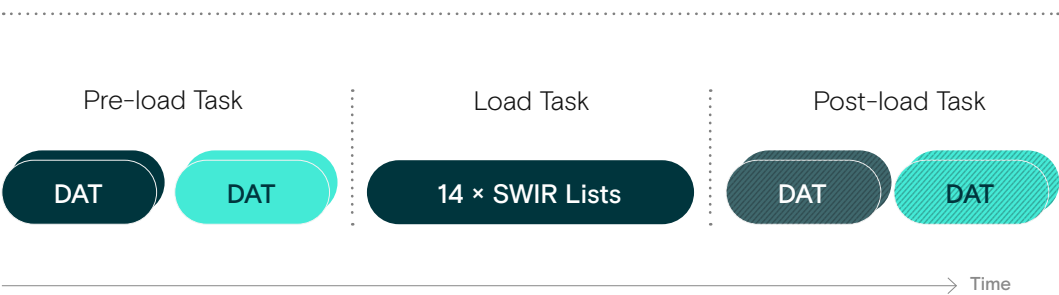 Pre-load Task
Load Task
Post-load Task
DAT
DAT
14 × SWIR Lists
DAT
DAT
Time